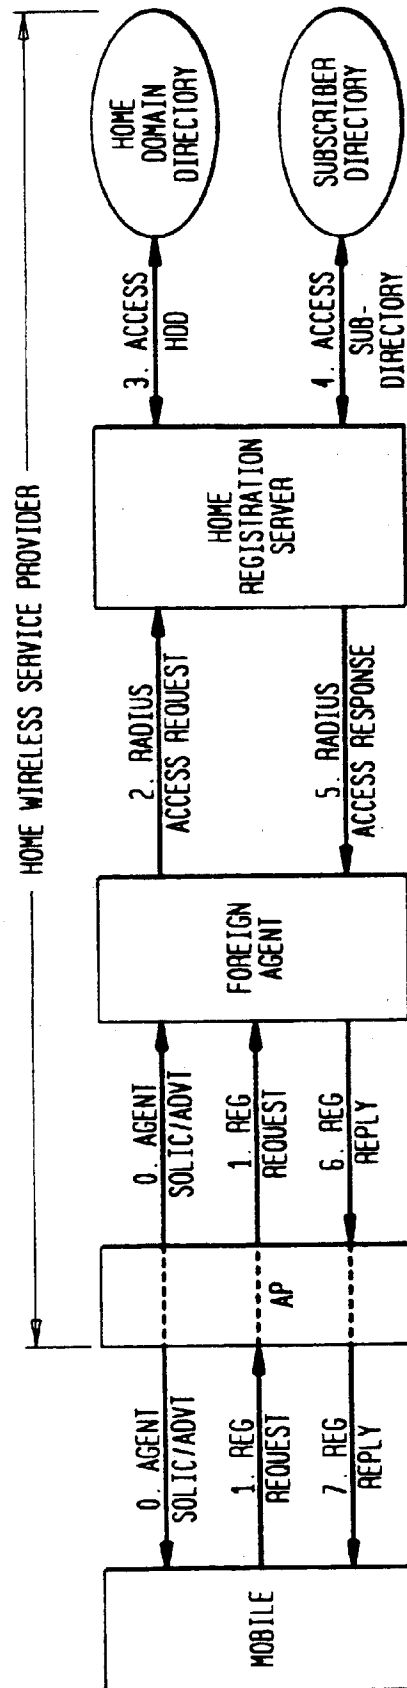 HOME WIRELESS SERVICE PROVIDER
MOBILE
0. AGENT
SOLIC/ADVT
1. REG
REQUEST
7. REG
REPLY
AP
0. AGENT
SOLIC/ADVT
1. REG
REQUEST
6. REG
REPLY
FOREIGN
AGENT
2. RADIUS
ACCESS REQUEST
5. RADIUS
ACCESS RESPONSE
HOME
REGISTRATION
SERVER
3. ACCESS
HDD
4. ACCESS
SUB-
DIRECTORY
HOME
DOMAIN
DIRECTORY
SUBSCRIBER
DIRECTORY